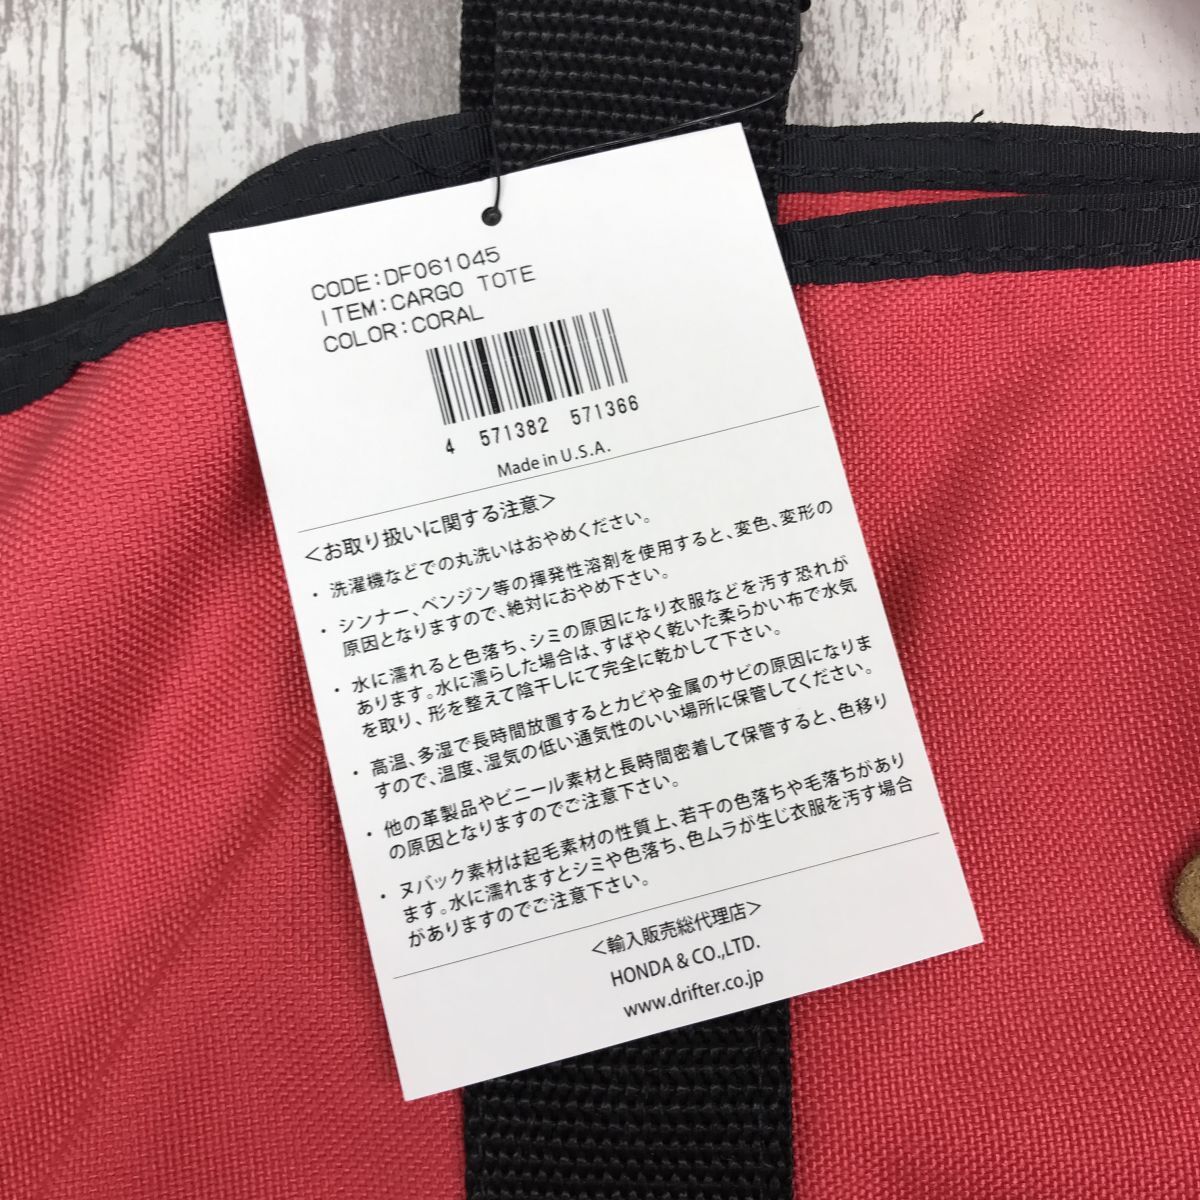 CODE:DF061045
ITEM:CARGO TOTE
COLOR:CORAL
4 571382 571366
Made in U.S.A.
＜お取り扱いに関する注意＞
・ 洗濯機などでの丸洗いはおやめください。
・ シンナー、ベンジン等の揮発性溶剤を使用すると、変色、変形の
原因となりますので、絶対におやめ下さい。
・ 水に濡れると色落ち、シミの原因になり衣服などを汚す恐れが
あります。水に濡らした場合は、すばやく乾いた柔らかい布で水気
を取り、形を整えて陰干しにて完全に乾かして下さい。
・ 高温、多湿で長時間放置するとカビや金属のサビの原因になりま
すので、温度、湿気の低い通気性のいい場所に保管してください。
・ 他の革製品やビニール素材と長時間密着して保管すると、色移り
の原因となりますのでご注意下さい。
・ ヌバック素材は起毛素材の性質上、若干の色落ちや毛落ちがあり
ます。水に濡れますとシミや色落ち、色ムラが生じ衣服を汚す場合
がありますのでご注意下さい。
＜輸入販売総代理店＞
HONDA & CO.,LTD.
www.drifter.co.jp